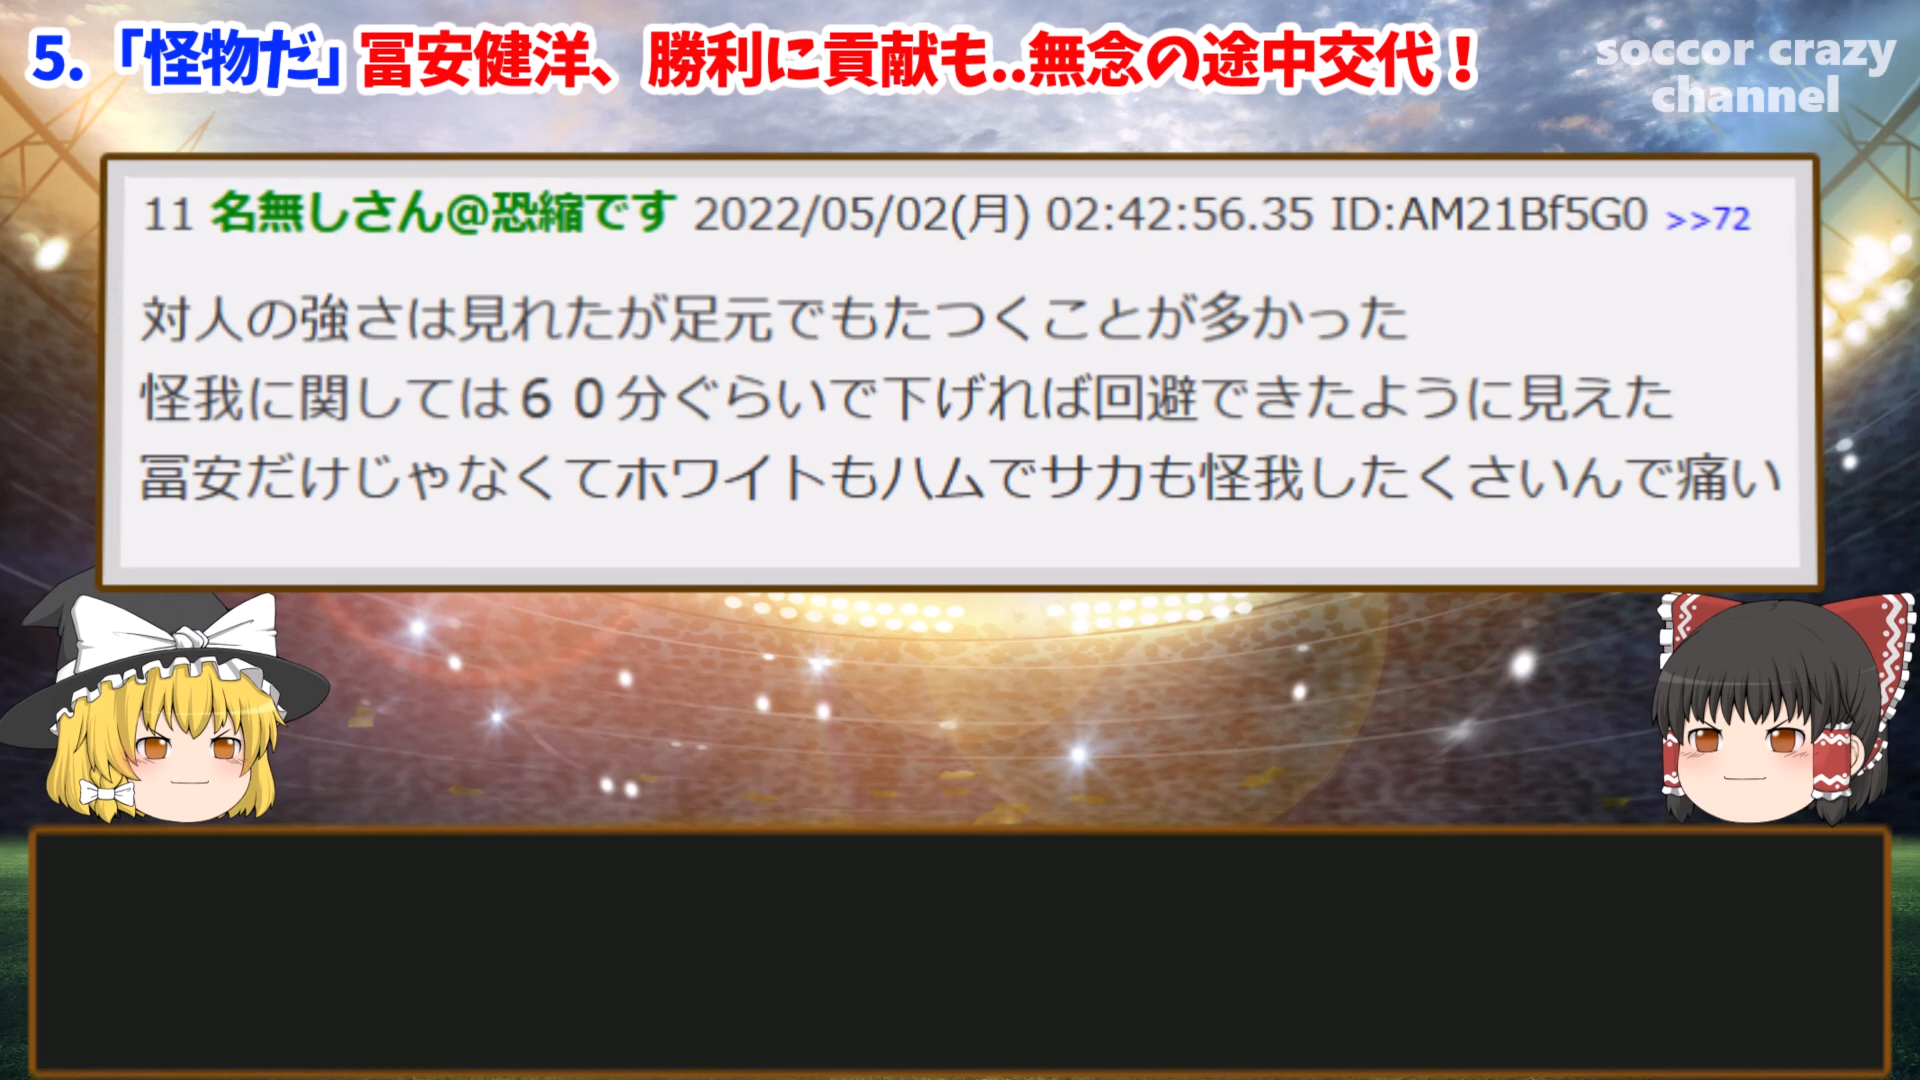 5.「怪物だ」冨安健洋、勝利に貢献も..無念の途中交代！
soccor crazy
channel
11 名無しさん@恐縮です 2022/05/02(月) 02:42:56.35 ID:AM21Bf5G0 >>72
対人の強さは見れたが足元でもたつくことが多かった
怪我に関しては６０分ぐらいで下げれば回避できたように見えた
冨安だけじゃなくてホワイトもハムでサカも怪我したくさいんで痛い